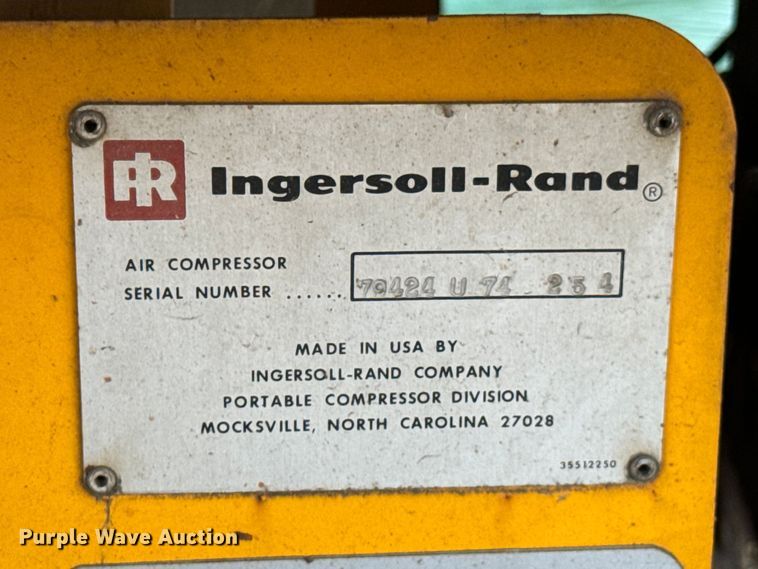 IR Ingersoll-Rand ®
AIR COMPRESSOR
SERIAL NUMBER ...... 79424 U 74 254
MADE IN USA BY
INGERSOLL-RAND COMPANY
PORTABLE COMPRESSOR DIVISION
MOCKSVILLE, NORTH CAROLINA 27028
35512250
Purple Wave Auction